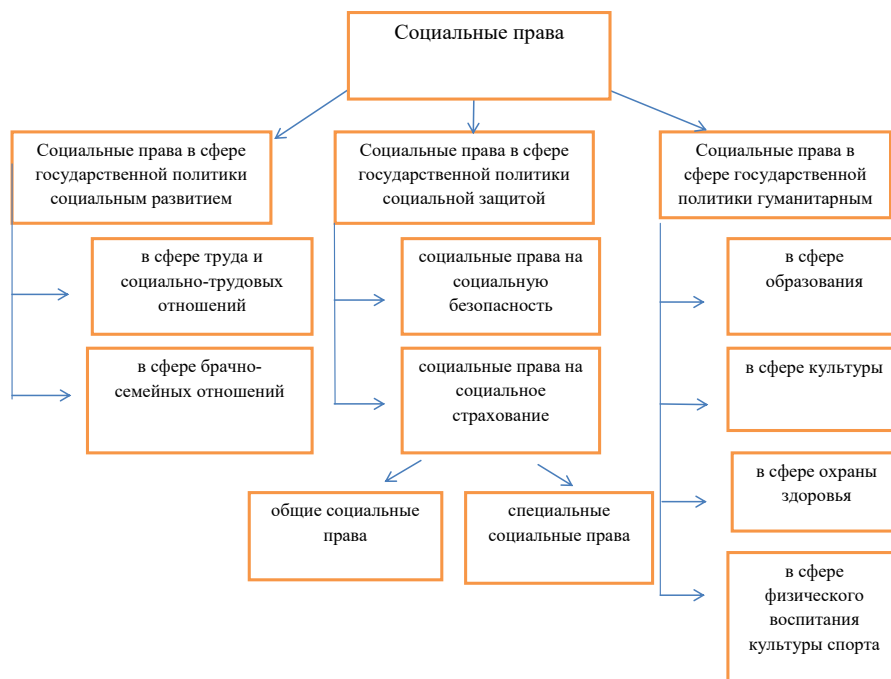 Социальные права
Социальные права в сфере
государственной политики
социальным развитием
Социальные права в сфере
государственной политики
социальной защитой
Социальные права в
сфере государственной
политики гуманитарным
в сфере труда и
социально-трудовых
отношений
в сфере брачно-
семейных отношений
социальные права на
социальную
безопасность
социальные права на
социальное
страхование
общие социальные
права
специальные
социальные права
в сфере
образования
в сфере культуры
в сфере охраны
здоровья
в сфере
физического
воспитания
культуры спорта